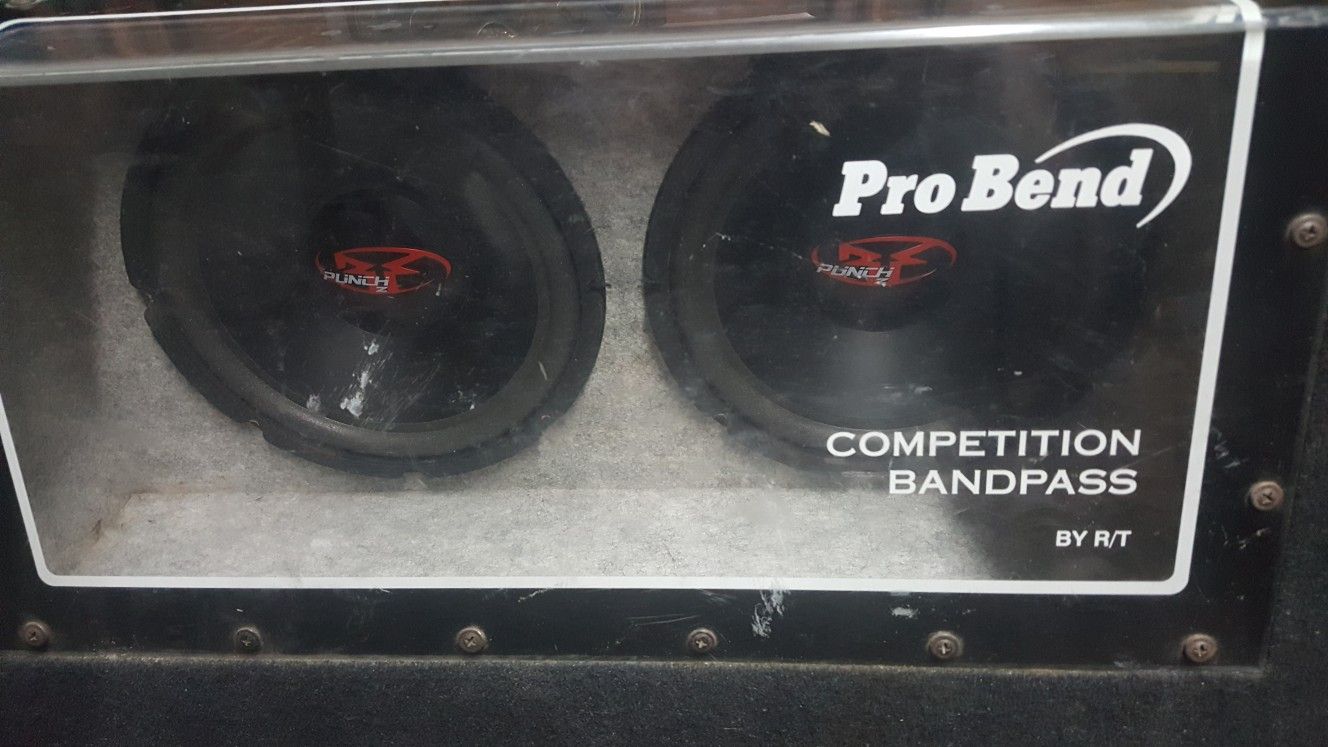 Pro Bend
PUNCH Z
PUNCH Z
COMPETITION
BANDPASS
BY R/T